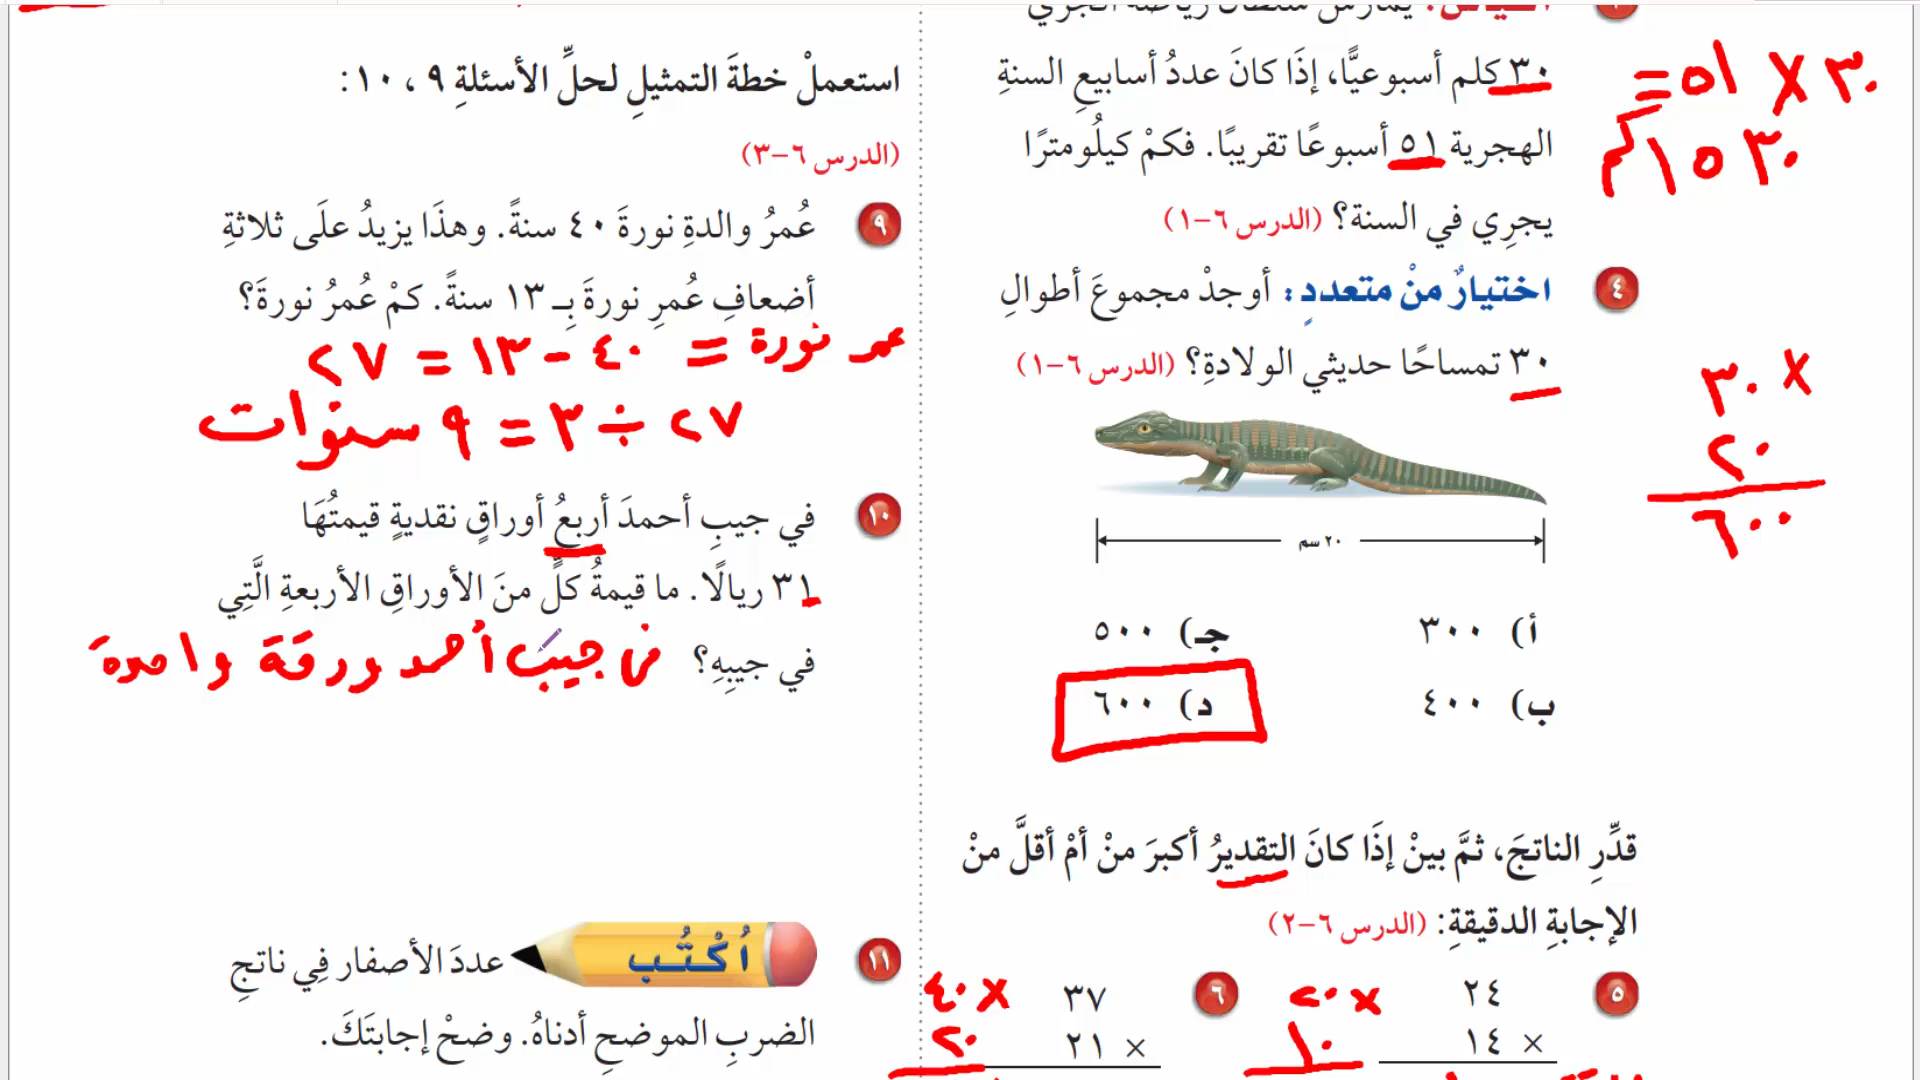 ٣٠ كلم أسبوعيًّا، إذَا كانَ عددُ أسابيعِ السنةِ
الهجرية ٥١ أسبوعًا تقريبًا. فكمْ كيلُومترًا
يجرِي في السنة؟ (الدرس ٦–١)
٣٠ × ٥١ =
١٥٣٠ كم
٤ اختيارٌ منْ متعددٍ: أوجدْ مجموعَ أطوالِ
٣٠ تمساحًا حديثي الولادةِ؟ (الدرس ٦–١)
٣٠ ×
٢٠
٦٠٠
٢٠ سم
أ) ٣٠٠
جـ) ٥٠٠
ب) ٤٠٠
د) ٦٠٠
قدِّرِ الناتجَ، ثمَّ بينْ إذَا كانَ التقديرُ أكبرَ منْ أمْ أقلَّ منْ
الإجابةِ الدقيقةِ: (الدرس ٦–٢)
٥
٢٤
١٤ ×
٢٠ ×
١٠
٦
٣٧
٢١ ×
٤٠ ×
٢٠
استعملْ خطةَ التمثيلِ لحلِّ الأسئلةِ ٩ ، ١٠ :
(الدرس ٦–٣)
٩ عُمرُ والدةِ نورةَ ٤٠ سنةً. وهذَا يزيدُ علَى ثلاثةِ
أضعافِ عُمرِ نورةَ بِـ ١٣ سنةً. كمْ عُمرُ نورةَ؟
عمر نورة = ٤٠ - ١٣ = ٢٧
٢٧ ÷ ٣ = ٩ سنوات
١٠ في جيبِ أحمدَ أربعُ أوراقٍ نقديةٍ قيمتُهَا
٣١ ريالًا. ما قيمةُ كلٍّ منَ الأوراقِ الأربعةِ الَّتِي
في جيبِهِ؟ في جيب أحمد ورقة واحدة
١١ اُكْتُب عددَ الأصفار فِي ناتجِ
الضربِ الموضحِ أدناهُ. وضحْ إجابتَكَ.